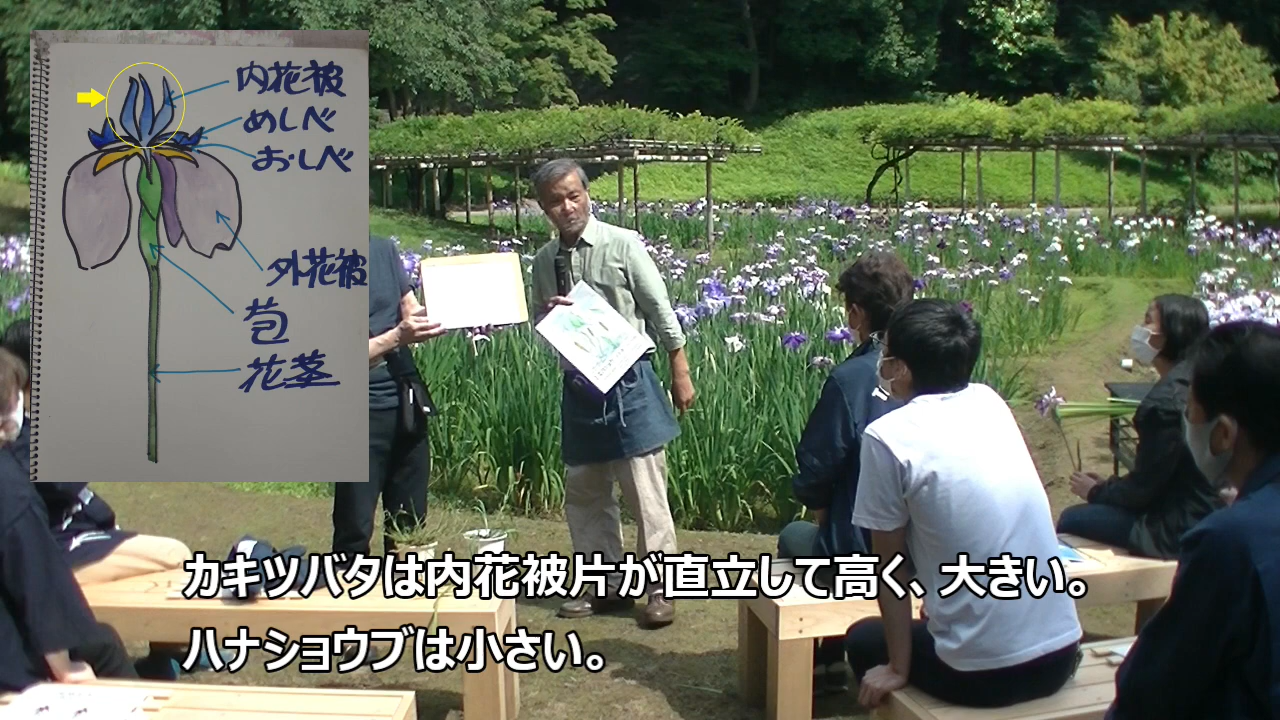 内花被
めしべ
おしべ
外花被
苞
花茎
カキツバタは内花被片が直立して高く、大きい。
ハナショウブは小さい。